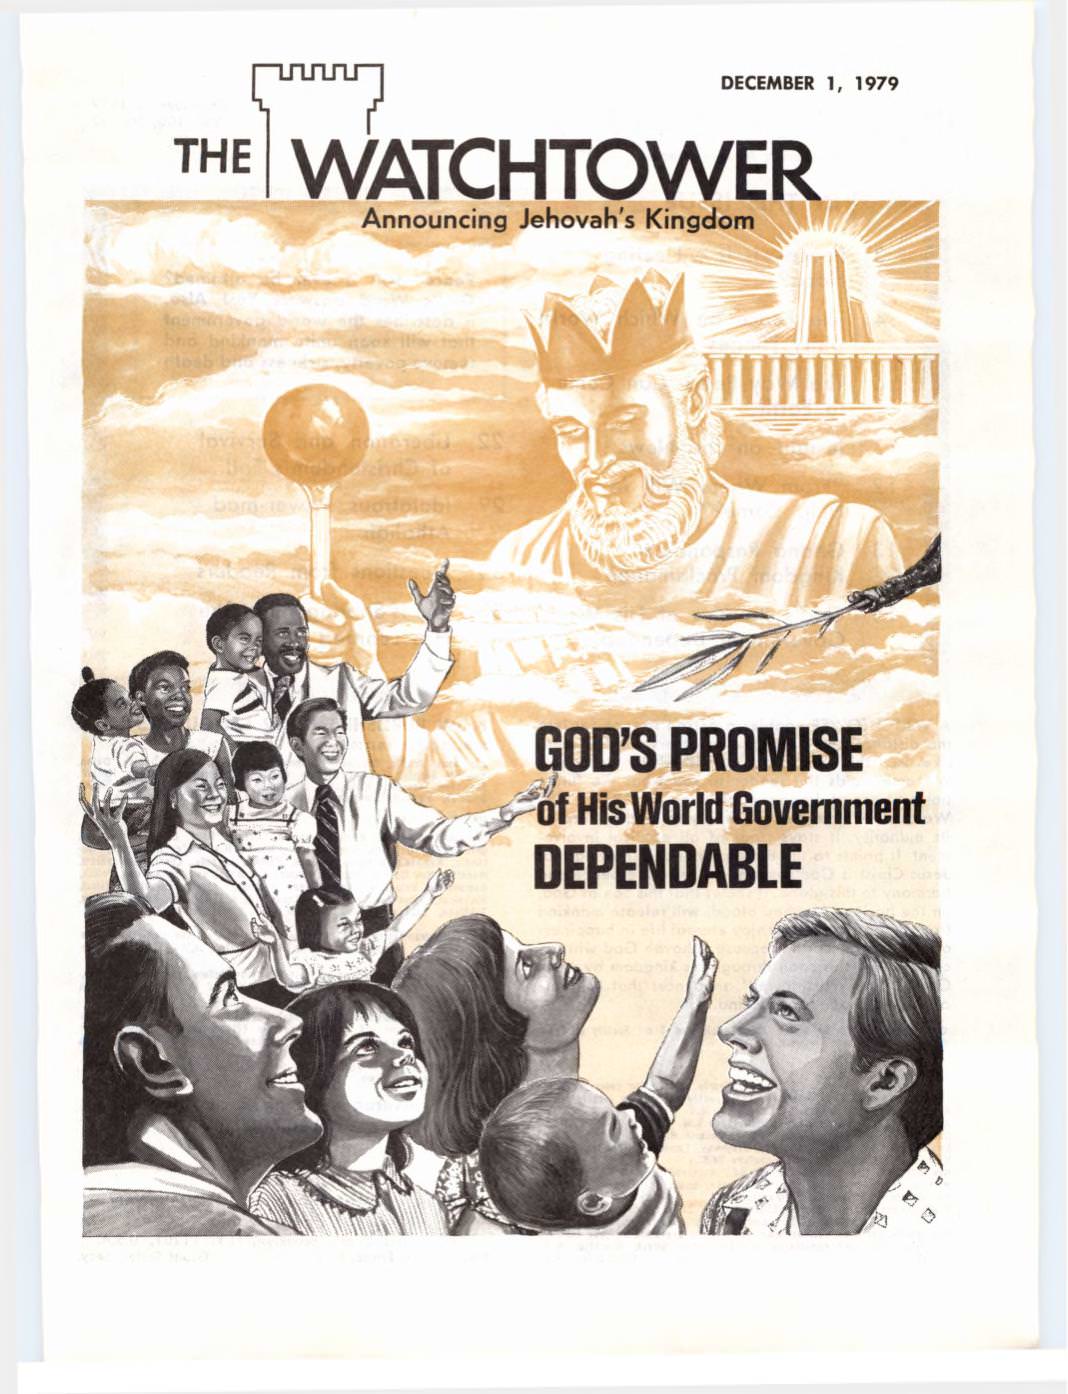 DECEMBER 1, 1979
THE WATCHTOWER
Announcing Jehovah's Kingdom
GOD'S PROMISE
of His World Government
DEPENDABLE